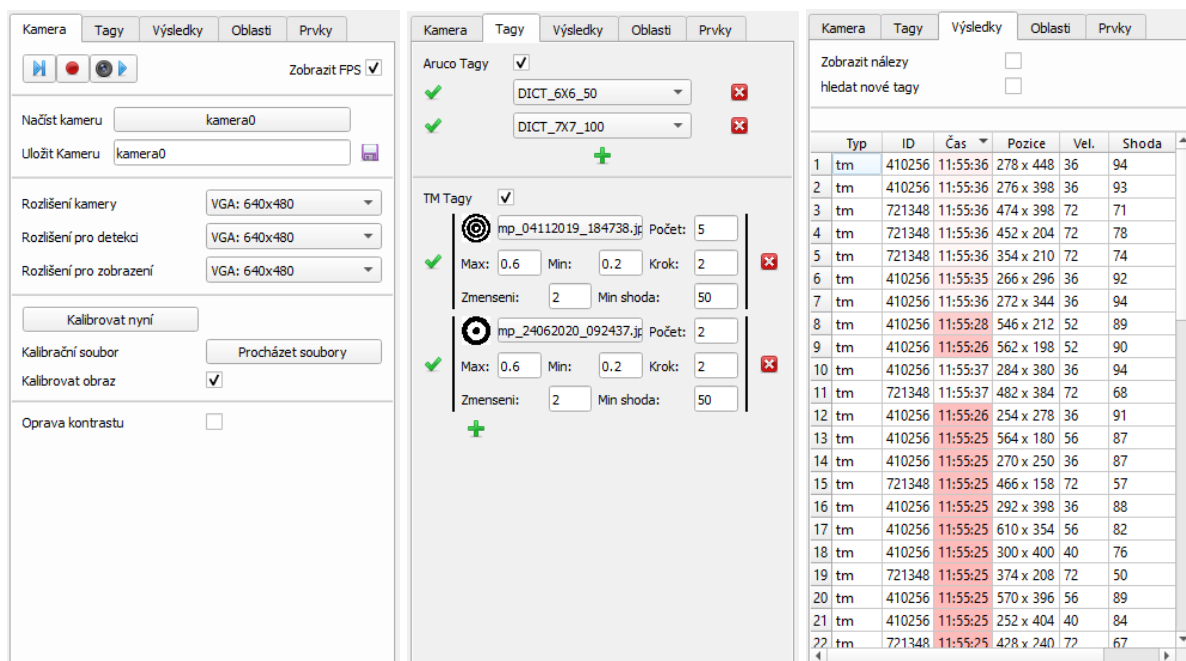 Kamera Tagy Výsledky Oblasti Prvky
Zobrazit FPS
Načíst kameru kamera0
Uložit Kameru kamera0
Rozlišení kamery VGA: 640x480
Rozlišení pro detekci VGA: 640x480
Rozlišení pro zobrazení VGA: 640x480
Kalibrovat nyní
Kalibrační soubor Procházet soubory
Kalibrovat obraz
Oprava kontrastu
Kamera Tagy Výsledky Oblasti Prvky
Aruco Tagy
DICT_6X6_50
DICT_7X7_100
TM Tagy
mp_04112019_184738.jp Počet: 5
Max: 0.6 Min: 0.2 Krok: 2
Zmenseni: 2 Min shoda: 50
mp_24062020_092437.jp Počet: 2
Max: 0.6 Min: 0.2 Krok: 2
Zmenseni: 2 Min shoda: 50
Kamera Tagy Výsledky Oblasti Prvky
Zobrazit nálezy
hledat nové tagy
Typ ID Čas Pozice Vel. Shoda
1 tm 410256 11:55:36 278 x 448 36 94
2 tm 410256 11:55:36 276 x 398 36 93
3 tm 721348 11:55:36 474 x 398 72 71
4 tm 721348 11:55:36 452 x 204 72 78
5 tm 721348 11:55:36 354 x 210 72 74
6 tm 410256 11:55:35 266 x 296 36 92
7 tm 410256 11:55:36 272 x 344 36 94
8 tm 410256 11:55:28 546 x 212 52 89
9 tm 410256 11:55:26 562 x 198 52 90
10 tm 410256 11:55:37 284 x 380 36 94
11 tm 721348 11:55:37 482 x 384 72 68
12 tm 410256 11:55:26 254 x 278 36 91
13 tm 410256 11:55:25 564 x 180 56 87
14 tm 410256 11:55:25 270 x 250 36 87
15 tm 721348 11:55:25 466 x 158 72 57
16 tm 410256 11:55:25 292 x 398 36 88
17 tm 410256 11:55:25 610 x 354 56 82
18 tm 410256 11:55:25 300 x 400 40 76
19 tm 721348 11:55:25 374 x 208 72 50
20 tm 410256 11:55:25 570 x 396 56 89
21 tm 410256 11:55:25 252 x 404 40 84
22 tm 721348 11:55:25 428 x 240 72 67